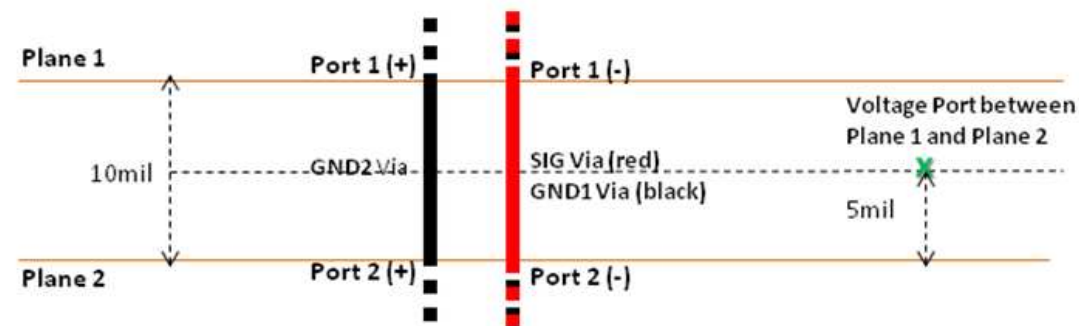 Plane 1
Port 1 (+)
Port 1 (-)
Voltage Port between
Plane 1 and Plane 2
10mil
GND2 Via
SIG Via (red)
GND1 Via (black)
X
5mil
Plane 2
Port 2 (+)
Port 2 (-)